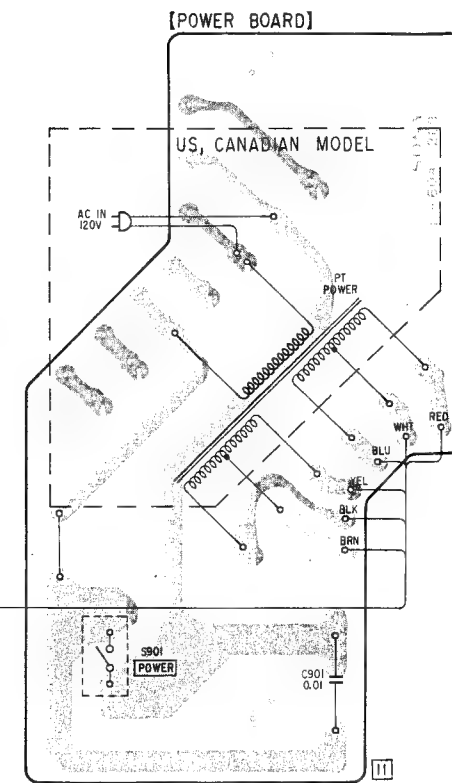 [POWER BOARD]
US, CANADIAN MODEL
AC IN
120V
PT
POWER
RED
WHT
BLU
YEL
BLK
BRN
S901
POWER
C901
0.01
11